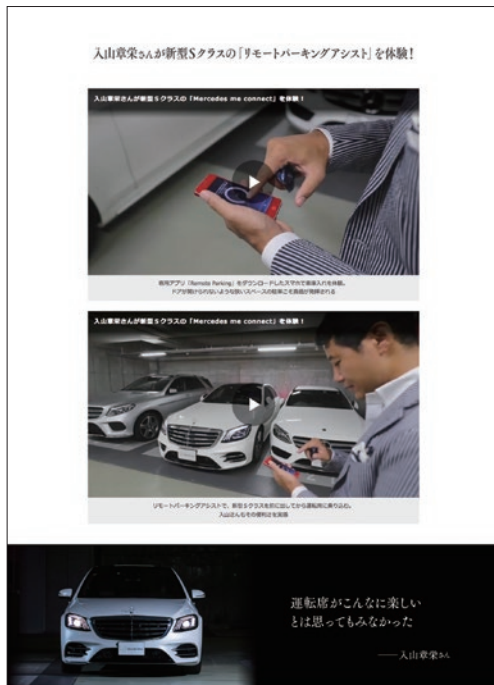 入山章栄さんが新型Sクラスの「リモートパーキングアシスト」を体験!
入山章栄さんが新型Sクラスの「Mercedes me connect」を体験!
専用アプリ「Remote Parking」をダウンロードしたスマホで車庫入れを体験。
ドアが開けられないような狭いスペースの駐車こそ真価が発揮される
入山章栄さんが新型Sクラスの「Mercedes me connect」を体験!
リモートパーキングアシストで、新型Sクラスを前に出してから運転席に乗り込む。
入山さんもその便利さを実感
運転席がこんなに楽しい
とは思ってもみなかった
——入山章栄さん